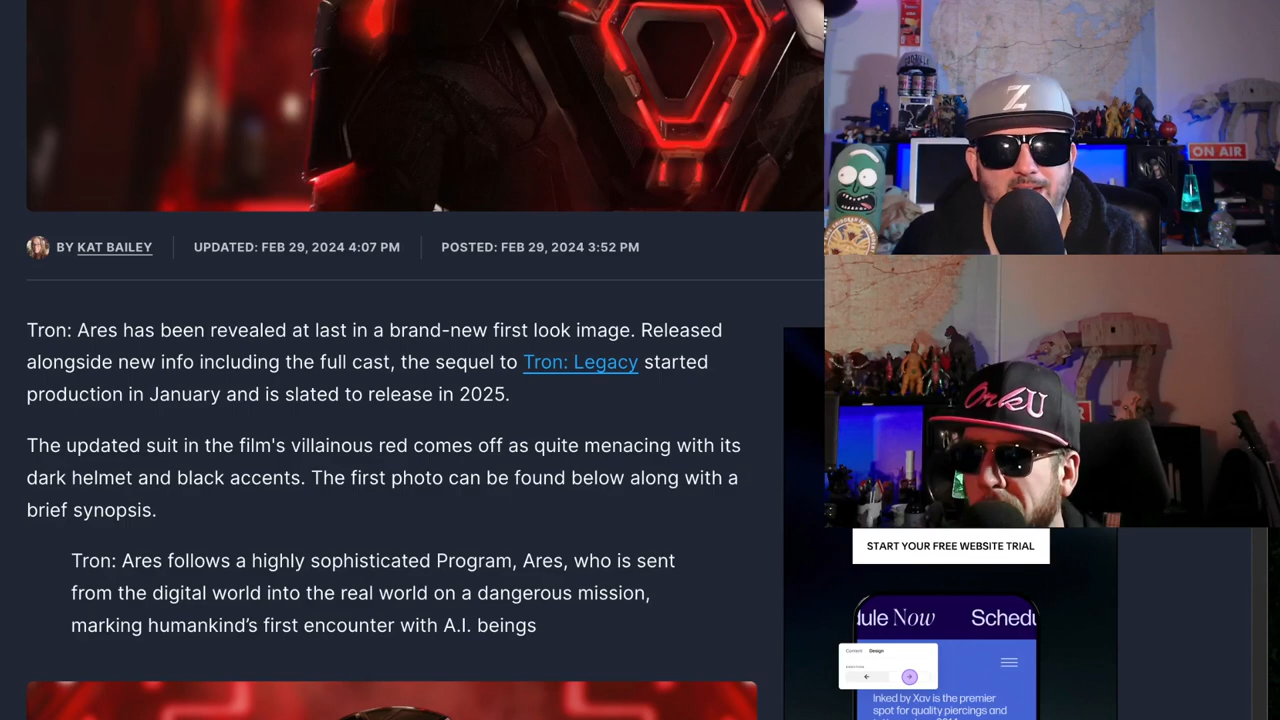 BY KAT BAILEY
UPDATED: FEB 29, 2024 4:07 PM
POSTED: FEB 29, 2024 3:52 PM
Tron: Ares has been revealed at last in a brand-new first look image. Released
alongside new info including the full cast, the sequel to Tron: Legacy started
production in January and is slated to release in 2025.
The updated suit in the film's villainous red comes off as quite menacing with its
dark helmet and black accents. The first photo can be found below along with a
brief synopsis.
Tron: Ares follows a highly sophisticated Program, Ares, who is sent
from the digital world into the real world on a dangerous mission,
marking humankind’s first encounter with A.I. beings
Z
ON AIR
OrkU
START YOUR FREE WEBSITE TRIAL
dule Now Schedu
Content Design
Inked by Xav is the premier
spot for quality piercings and